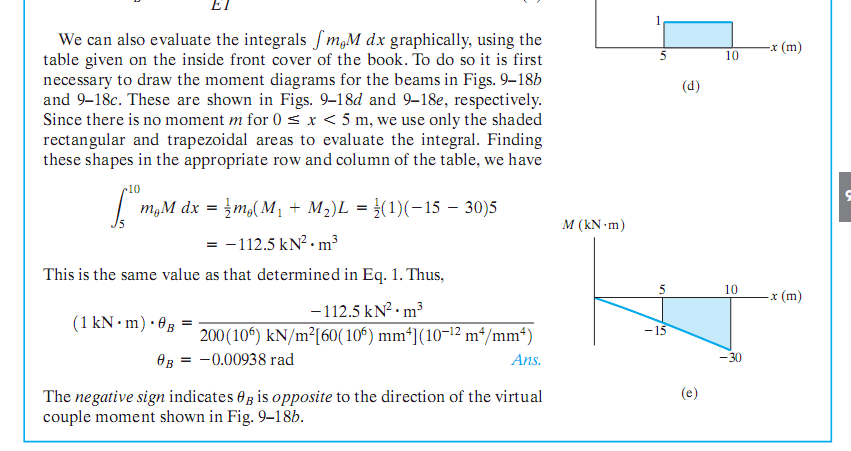 EI
We can also evaluate the integrals ∫ m_θM dx graphically, using the
table given on the inside front cover of the book. To do so it is first
necessary to draw the moment diagrams for the beams in Figs. 9–18b
and 9–18c. These are shown in Figs. 9–18d and 9–18e, respectively.
Since there is no moment m for 0 ≤ x < 5 m, we use only the shaded
rectangular and trapezoidal areas to evaluate the integral. Finding
these shapes in the appropriate row and column of the table, we have
∫₅¹⁰ m_θM dx = ½m_θ(M₁ + M₂)L = ½(1)(−15 − 30)5
= −112.5 kN² · m³
This is the same value as that determined in Eq. 1. Thus,
(1 kN · m) · θ_B = −112.5 kN² · m³ / 200(10⁶) kN/m²[60(10⁶) mm⁴](10⁻¹² m⁴/mm⁴)
θ_B = −0.00938 rad Ans.
The negative sign indicates θ_B is opposite to the direction of the virtual
couple moment shown in Fig. 9–18b.
1
5
10
x (m)
(d)
M (kN · m)
5
10
x (m)
−15
−30
(e)